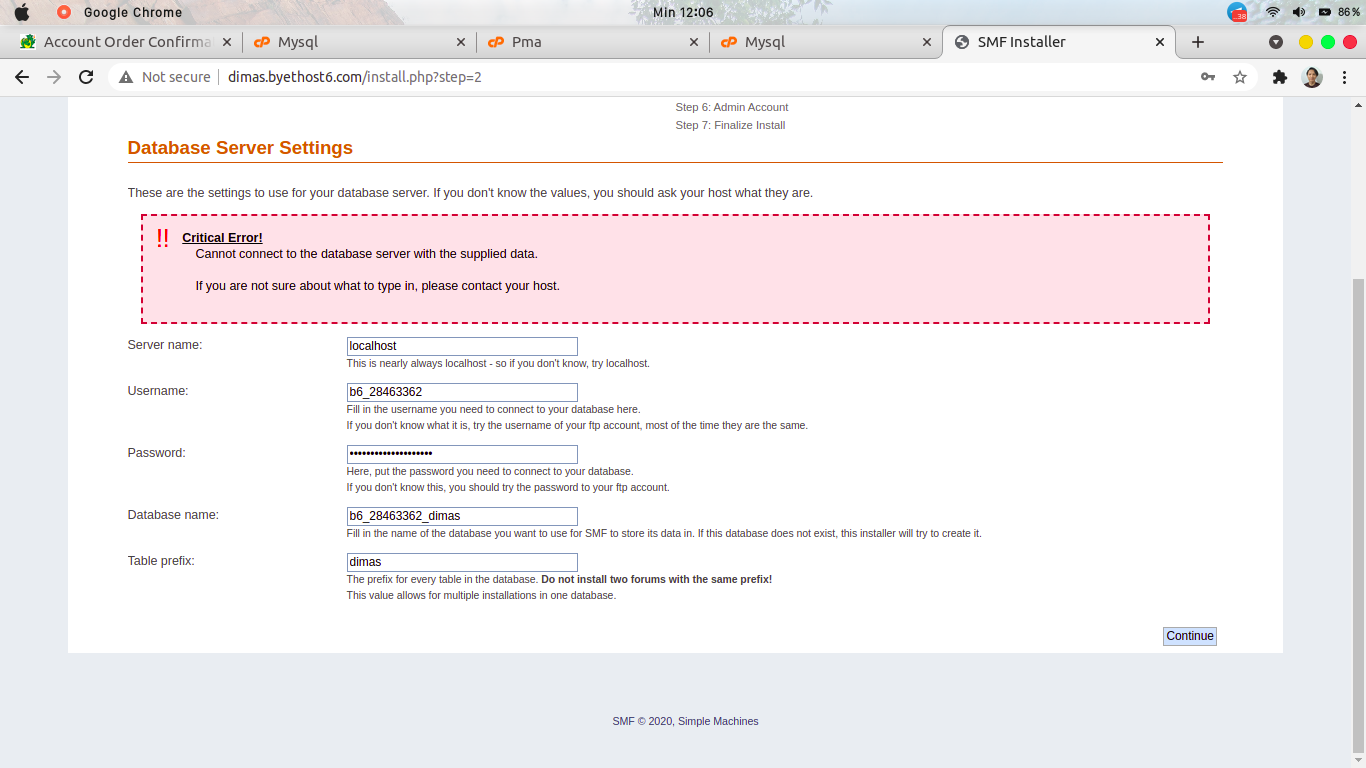 Google Chrome
Min 12:06
38
86%
Account Order Confirma
Mysql
Pma
Mysql
SMF Installer
Not secure
dimas.byethost6.com/install.php?step=2
Step 6: Admin Account
Step 7: Finalize Install
Database Server Settings
These are the settings to use for your database server. If you don't know the values, you should ask your host what they are.
!! Critical Error!
Cannot connect to the database server with the supplied data.
If you are not sure about what to type in, please contact your host.
Server name:
localhost
This is nearly always localhost - so if you don't know, try localhost.
Username:
b6_28463362
Fill in the username you need to connect to your database here.
If you don't know what it is, try the username of your ftp account, most of the time they are the same.
Password:
••••••••••••••••••••
Here, put the password you need to connect to your database.
If you don't know this, you should try the password to your ftp account.
Database name:
b6_28463362_dimas
Fill in the name of the database you want to use for SMF to store its data in. If this database does not exist, this installer will try to create it.
Table prefix:
dimas
The prefix for every table in the database. Do not install two forums with the same prefix!
This value allows for multiple installations in one database.
Continue
SMF © 2020, Simple Machines